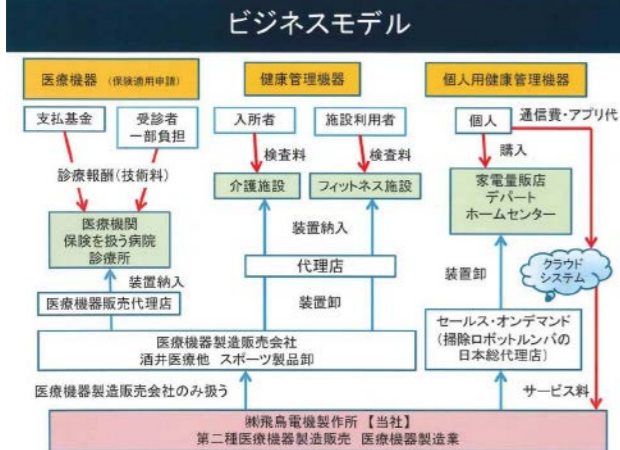 ビジネスモデル
医療機器 (保険適用申請)
健康管理機器
個人用健康管理機器
支払基金
受診者
一部負担
入所者
施設利用者
個人
通信費・アプリ代
検査料
検査料
購入
診療報酬(技術料)
介護施設
フィットネス施設
家電量販店
デパート
ホームセンター
医療機関
保険を扱う病院
診療所
装置納入
代理店
クラウド
システム
装置納入
装置卸
装置卸
医療機器販売代理店
セールス・オンデマンド
(掃除ロボットルンバの
日本総代理店)
医療機器製造販売会社
酒井医療他 スポーツ製品卸
医療機器製造販売会社のみ扱う
サービス料
㈱飛鳥電機製作所 【当社】
第二種医療機器製造販売 医療機器製造業